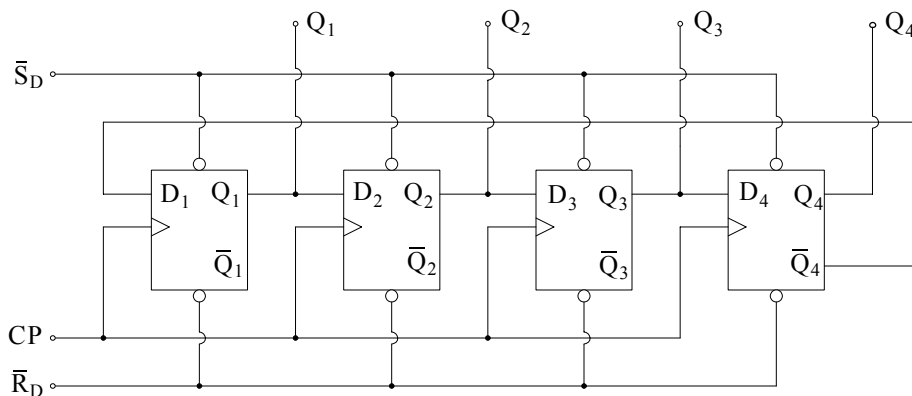 Q₁ Q₂ Q₃ Q₄
S̅D
D₁ Q₁ D₂ Q₂ D₃ Q₃ D₄ Q₄
Q̅₁ Q̅₂ Q̅₃ Q̅₄
CP
R̅D